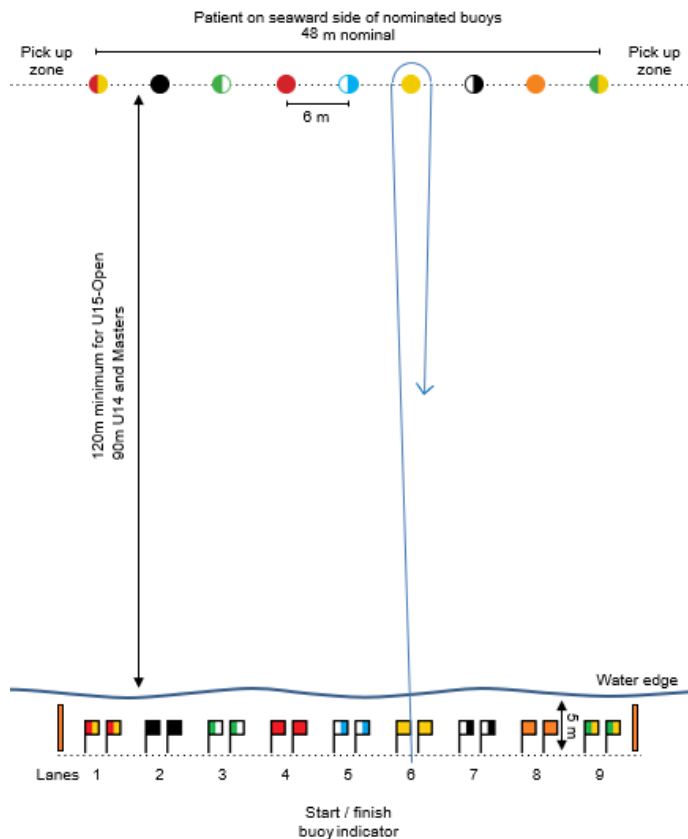 Patient on seaward side of nominated buoys
48 m nominal
Pick up
zone
Pick up
zone
6 m
120m minimum for U15-Open
90m U14 and Masters
Water edge
5 m
Lanes 1 2 3 4 5 6 7 8 9
Start / finish
buoy indicator